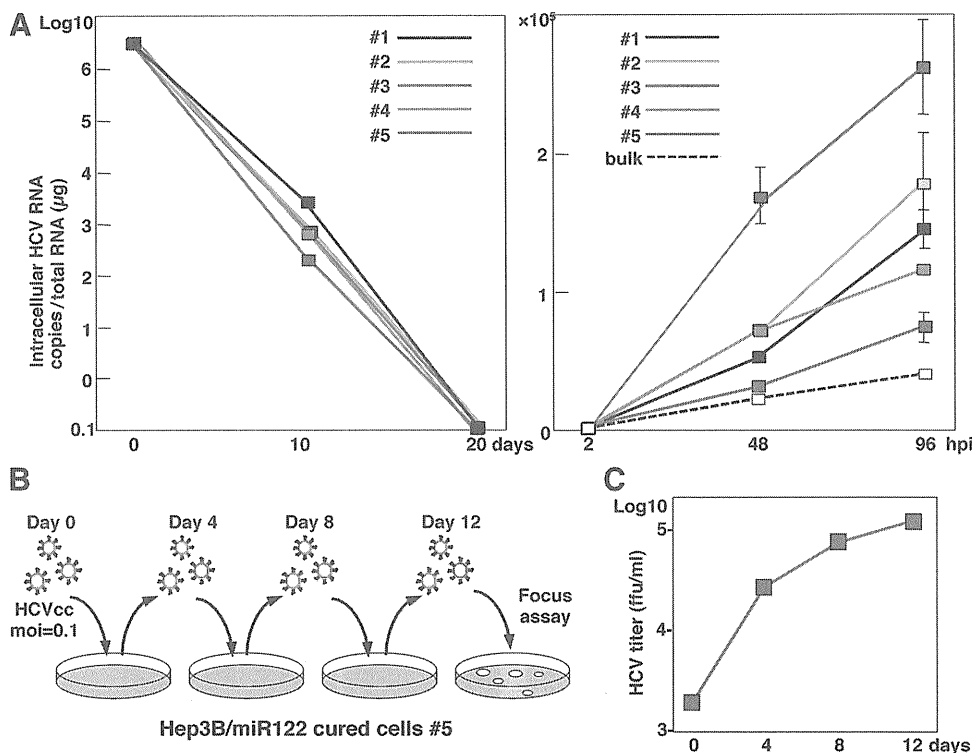 A
Log10
6
5
4
3
2
1
0
0.1
Intracellular HCV RNA
copies/total RNA (µg)
#1
#2
#3
#4
#5
0
10
20 days
×10⁵
2
1
0
#1
#2
#3
#4
#5
bulk
2
48
96 hpi
B
Day 0
Day 4
Day 8
Day 12
HCVcc
moi=0.1
Focus
assay
Hep3B/miR122 cured cells #5
C
Log10
5
4
3
HCV titer (ffu/ml)
0
4
8
12 days